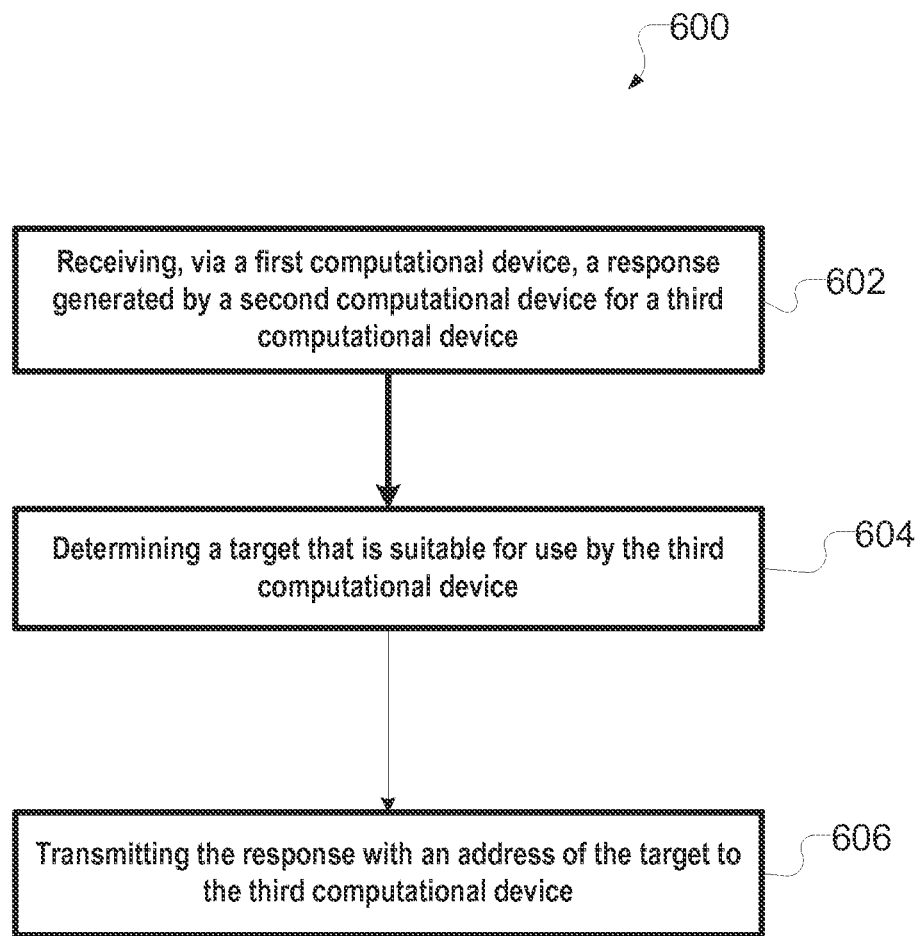 600
Receiving, via a first computational device, a response
generated by a second computational device for a third
computational device
602
Determining a target that is suitable for use by the third
computational device
604
Transmitting the response with an address of the target to
the third computational device
606